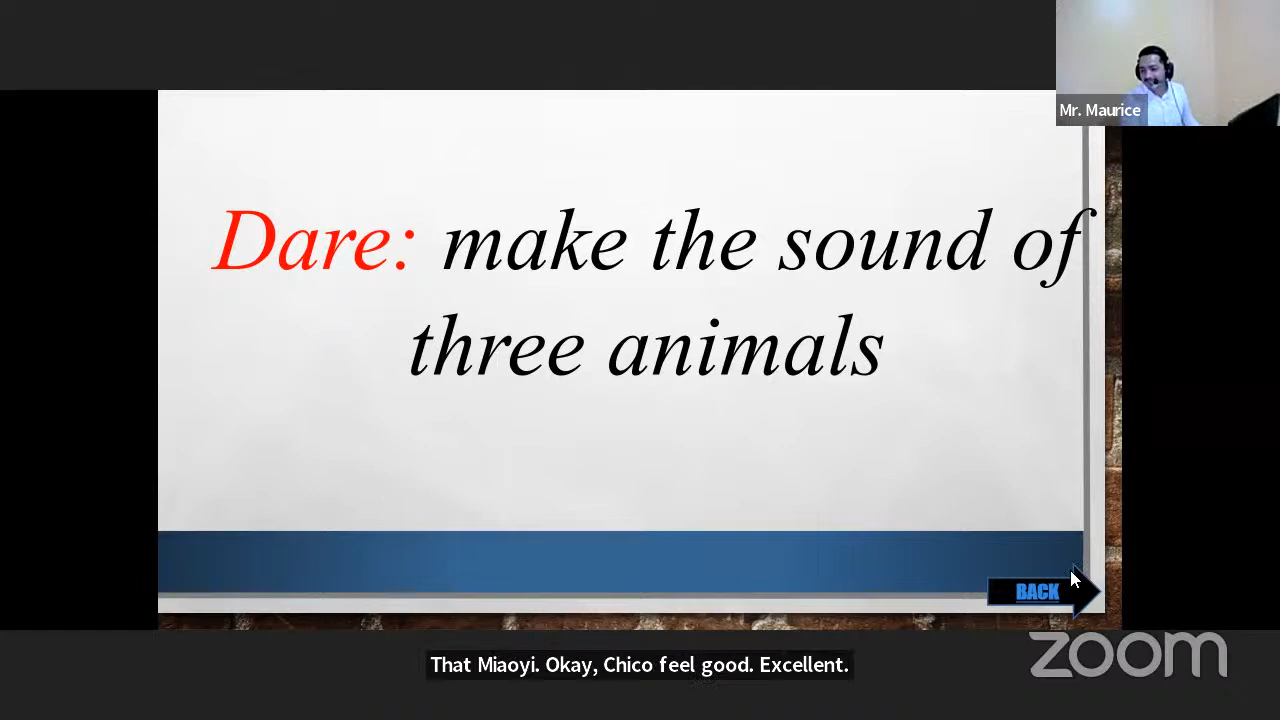 Mr. Maurice
Dare: make the sound of
three animals
BACK
zoom
That Miaoyi. Okay, Chico feel good. Excellent.